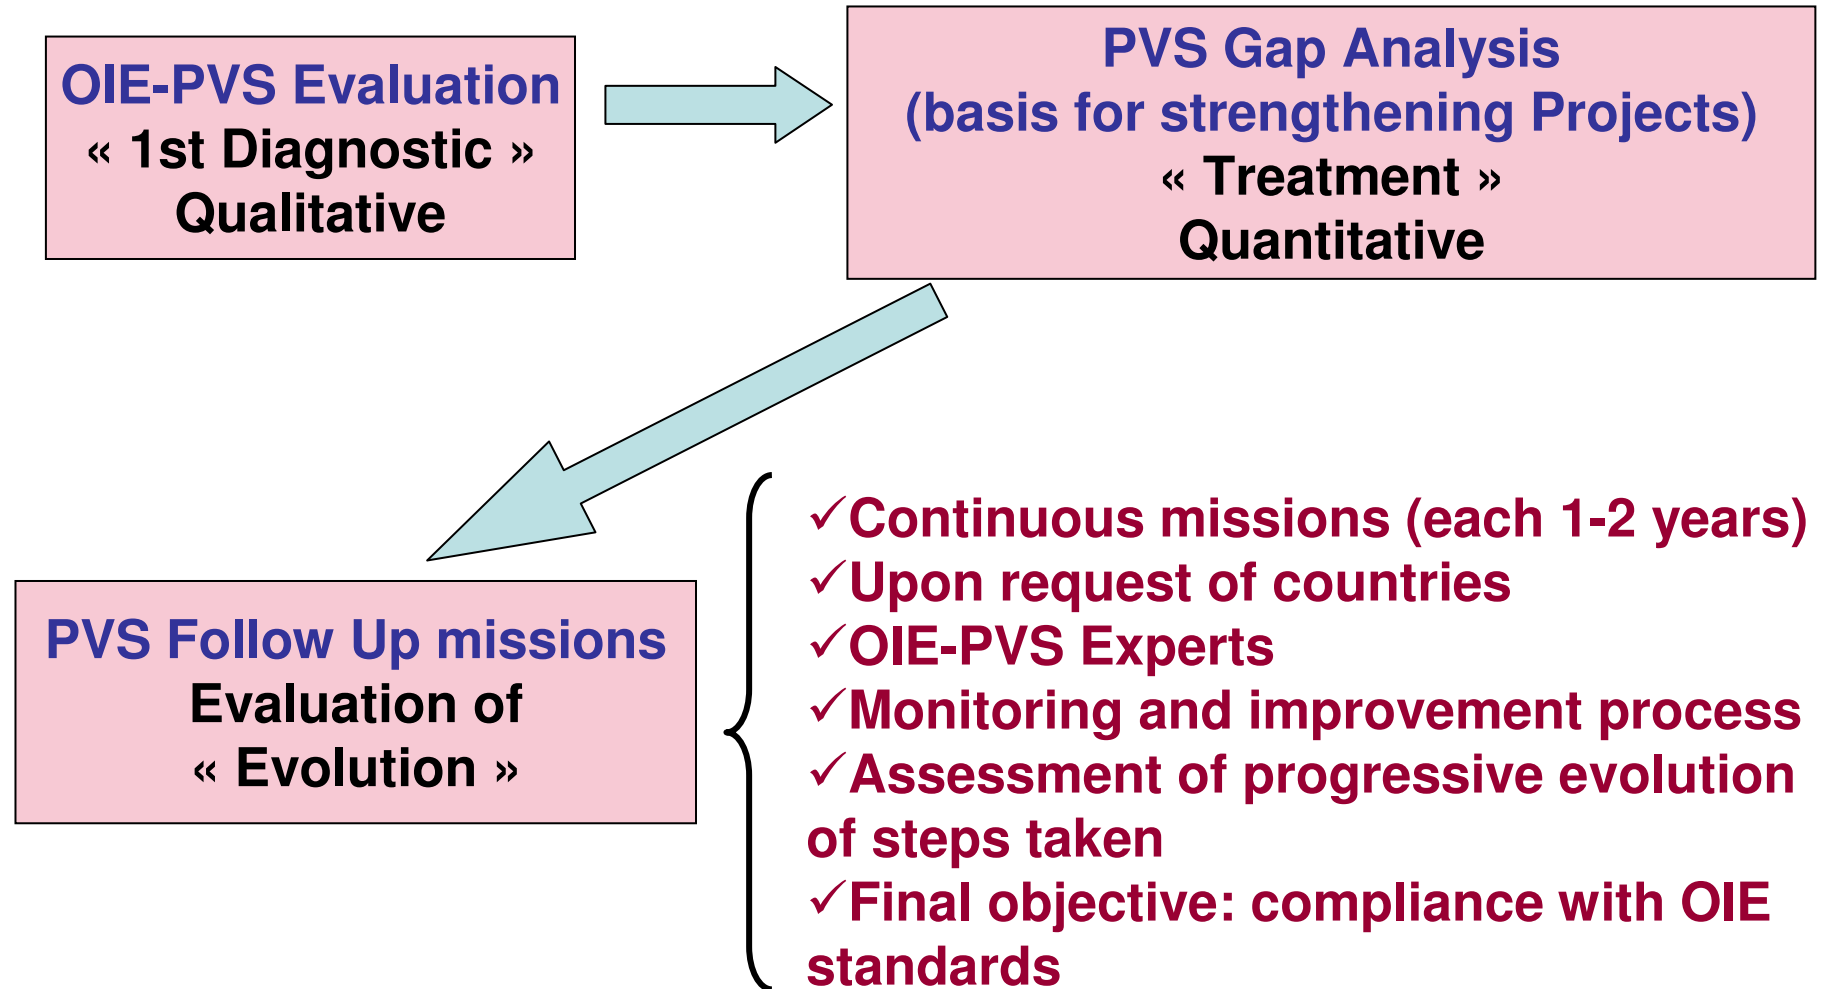 OIE-PVS Evaluation
« 1st Diagnostic »
Qualitative
PVS Gap Analysis
(basis for strengthening Projects)
« Treatment »
Quantitative
PVS Follow Up missions
Evaluation of
« Evolution »
✓Continuous missions (each 1-2 years)
✓Upon request of countries
✓OIE-PVS Experts
✓Monitoring and improvement process
✓Assessment of progressive evolution
of steps taken
✓Final objective: compliance with OIE
standards